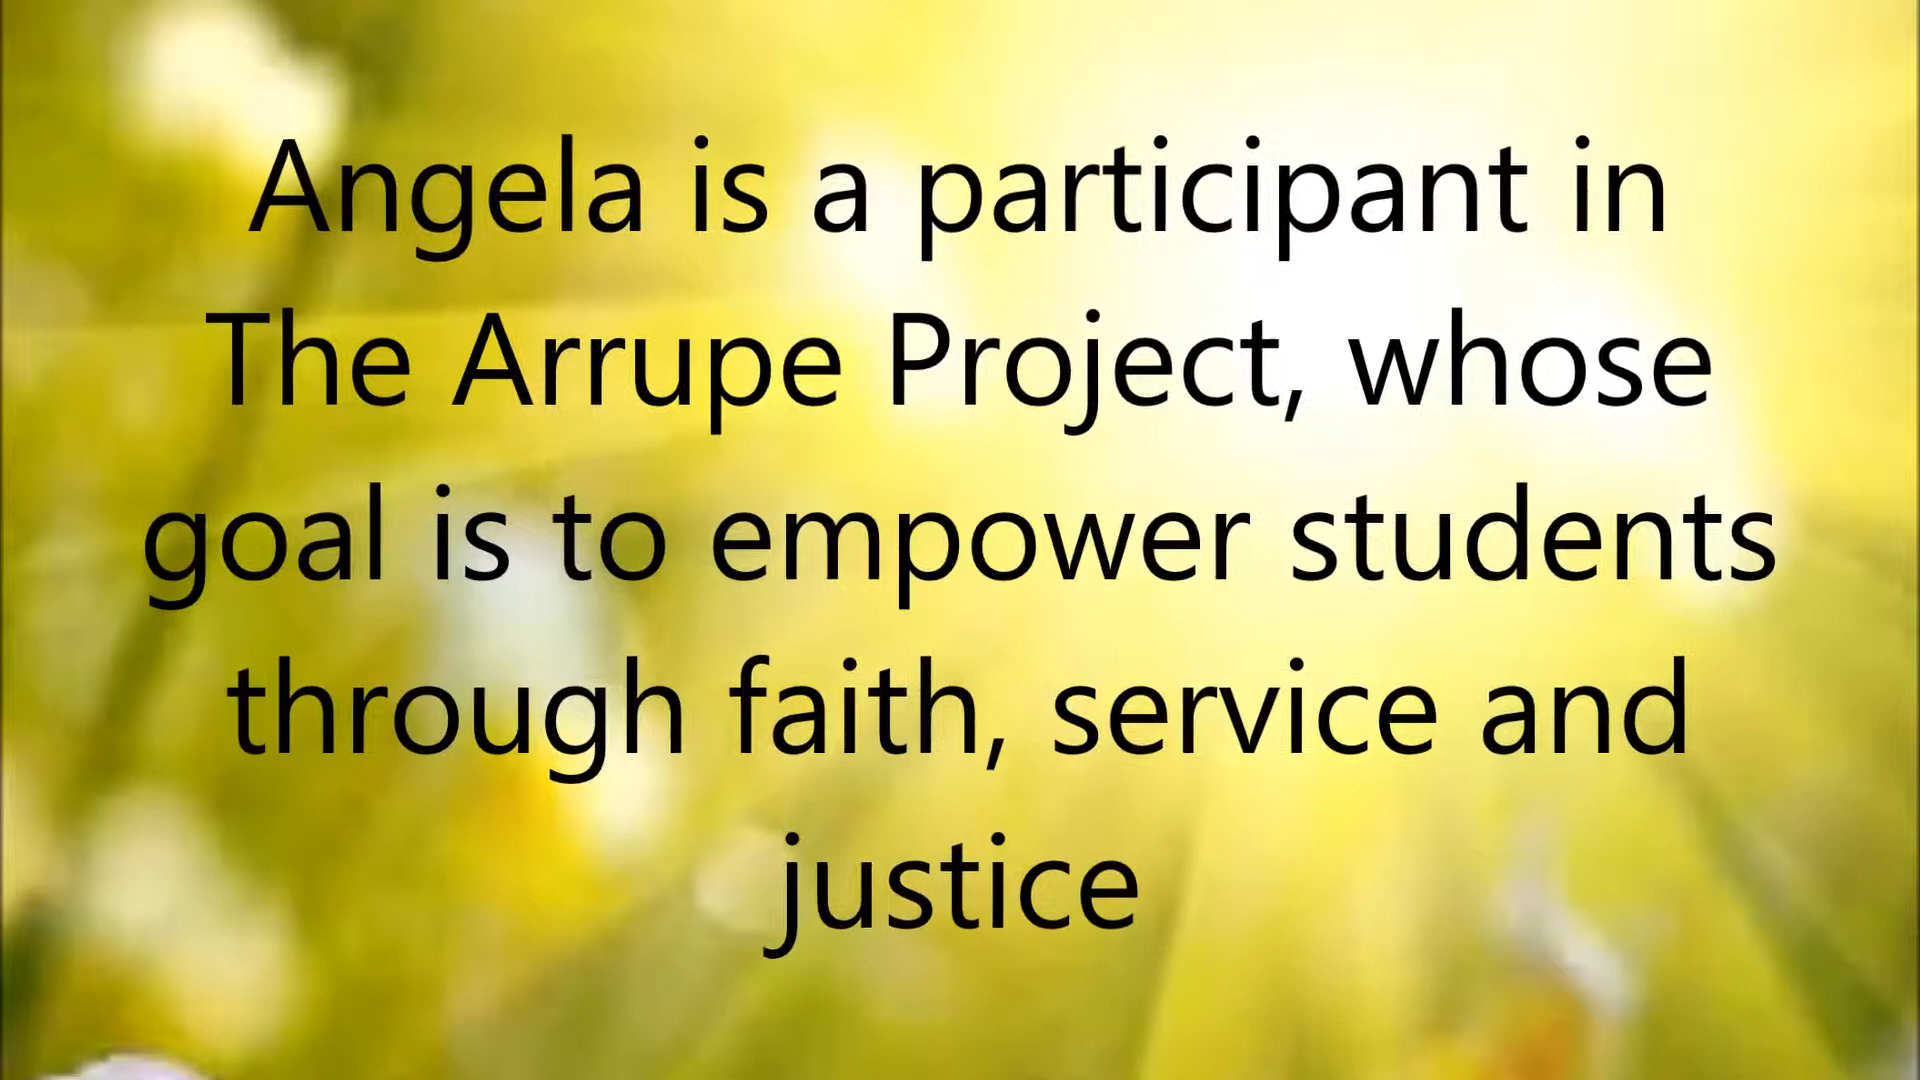 Angela is a participant in
The Arrupe Project, whose
goal is to empower students
through faith, service and
justice